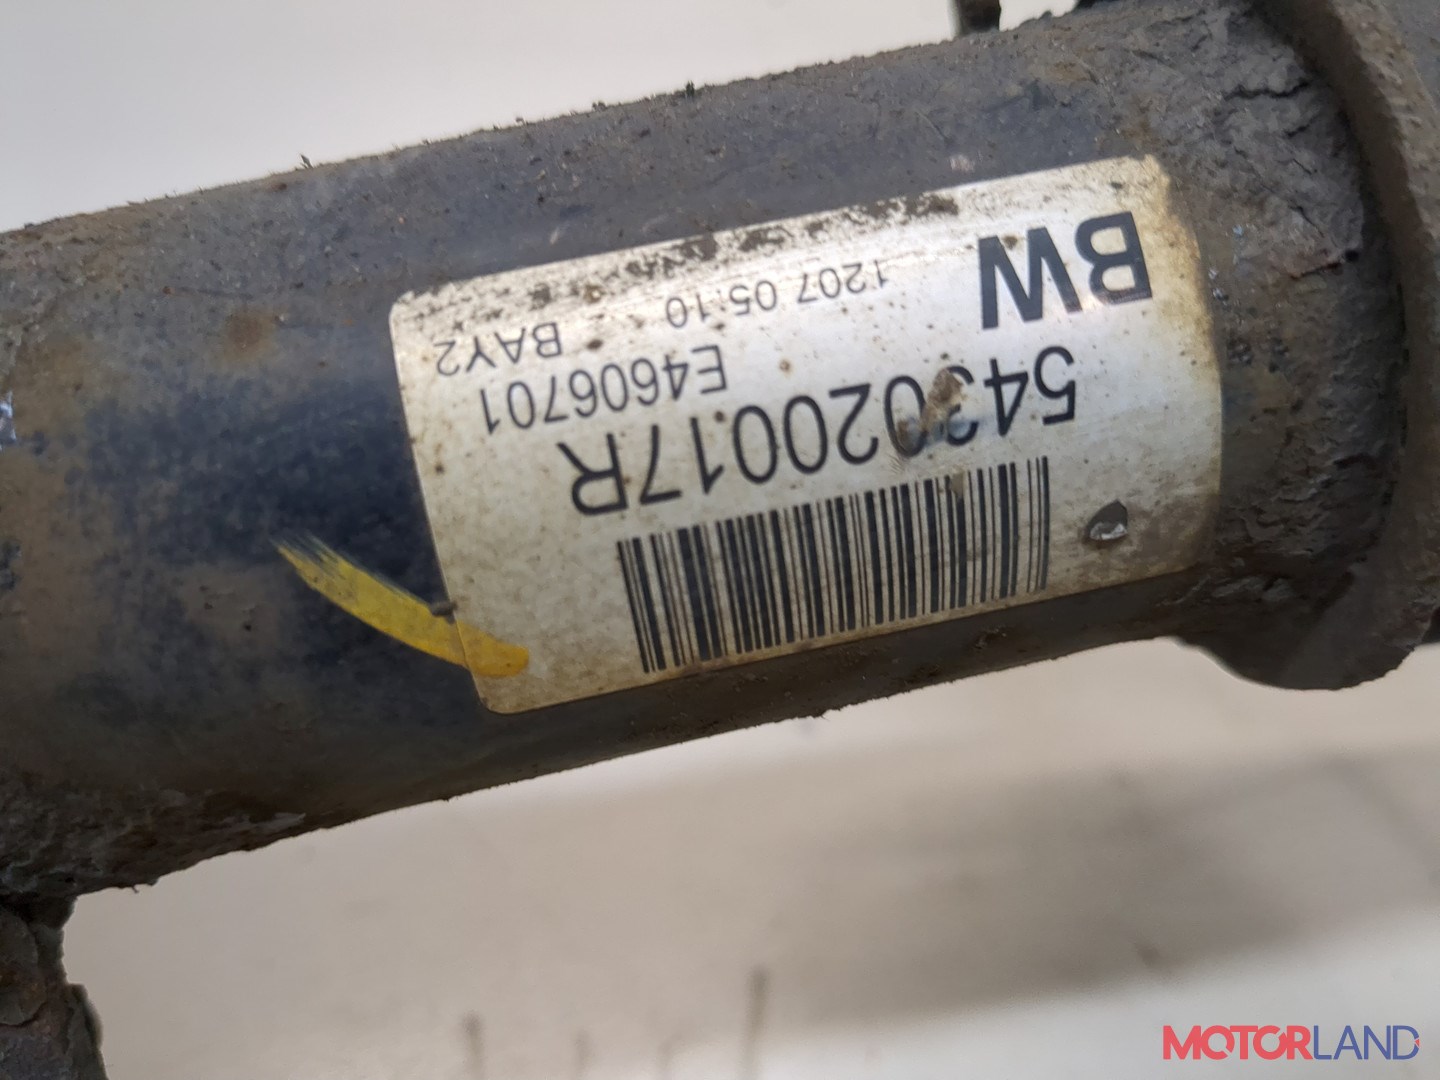 543020017R
E4606701
BW 1207 05:10 BAY2
MOTORLAND